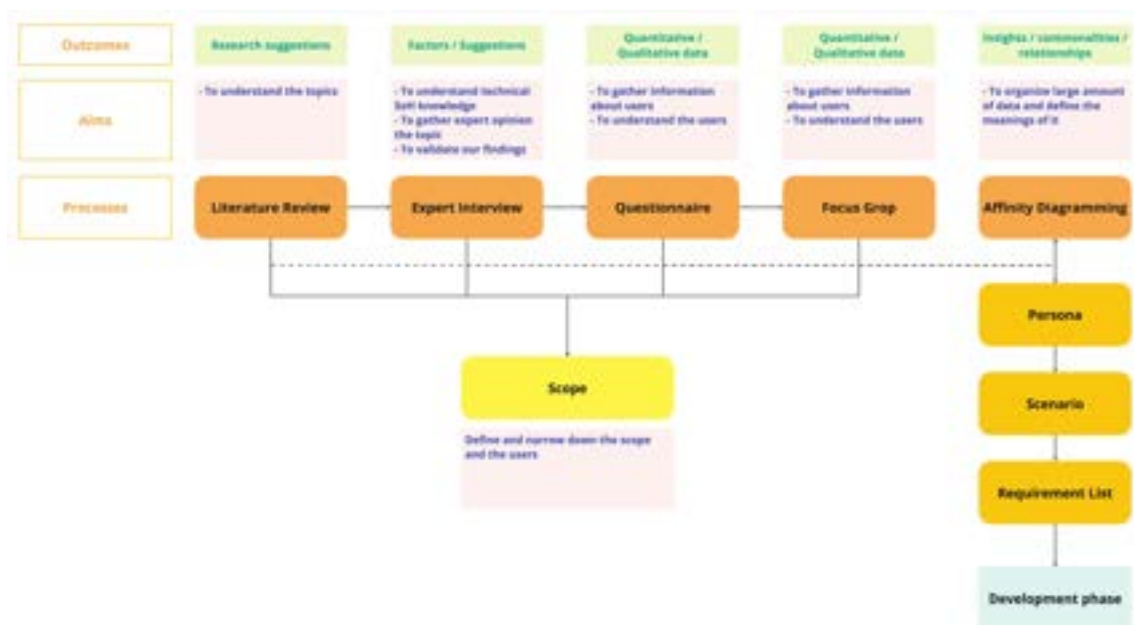 Outcomes
Research suggestions
Factors / Suggestions
Quantitative /
Qualitative data
Quantitative /
Qualitative data
Insights / commonalities /
relationships
Aims
- To understand the topics
- To understand technical
knowledge
- To gather expert opinion
the topic
- To validate our findings
- To gather information
about users
- To understand the users
- To gather information
about users
- To understand the users
- To organize large amount
of data and define the
meanings of it
Processes
Literature Review
Expert Interview
Questionnaire
Focus Grop
Affinity Diagramming
Persona
Scope
Scenario
Define and narrow down the scope
and the users
Requirement List
Development phase